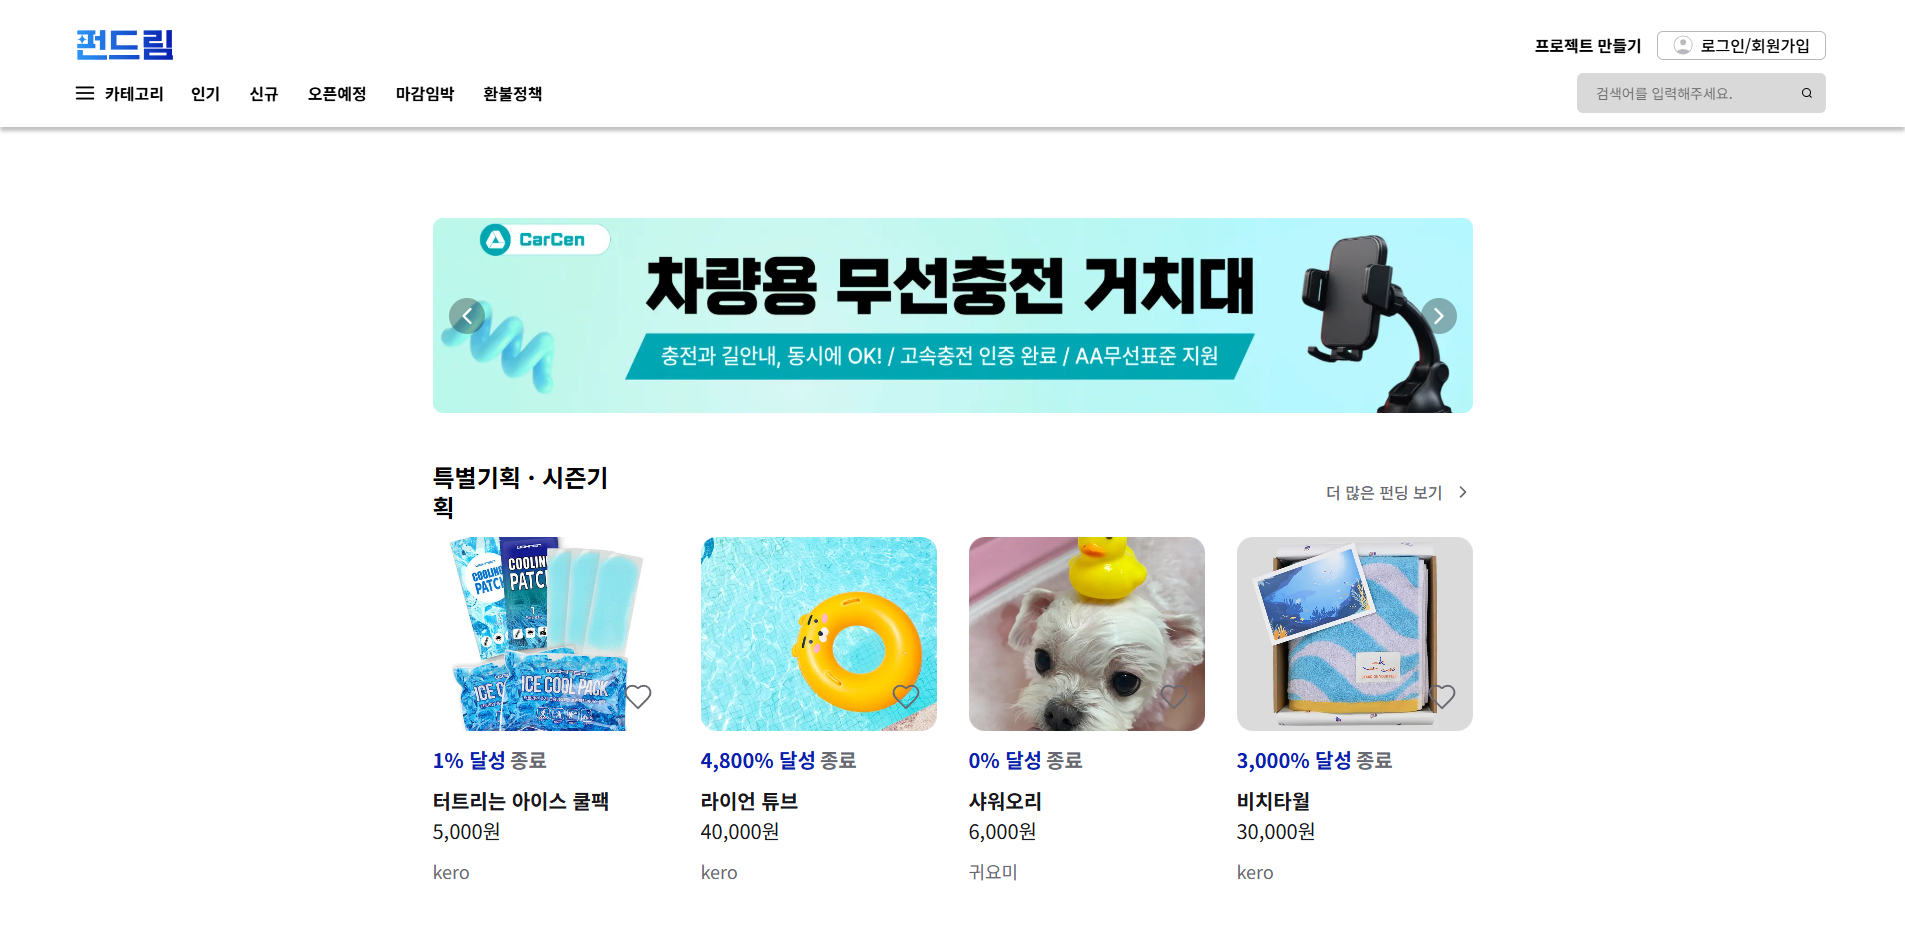 펀드림
프로젝트 만들기
로그인/회원가입
카테고리
인기
신규
오픈예정
마감임박
환불정책
검색어를 입력해주세요.
CarCen
차량용 무선충전 거치대
충전과 길안내, 동시에 OK! / 고속충전 인증 완료 / AA무선표준 지원
특별기획 · 시즌기
획
더 많은 펀딩 보기
COOLING
PATCH
COOLIN
PATC
ICE COOL PACK
1% 달성 종료
터트리는 아이스 쿨팩
5,000원
kero
4,800% 달성 종료
라이언 튜브
40,000원
kero
0% 달성 종료
샤워오리
6,000원
귀요미
3,000% 달성 종료
비치타월
30,000원
kero